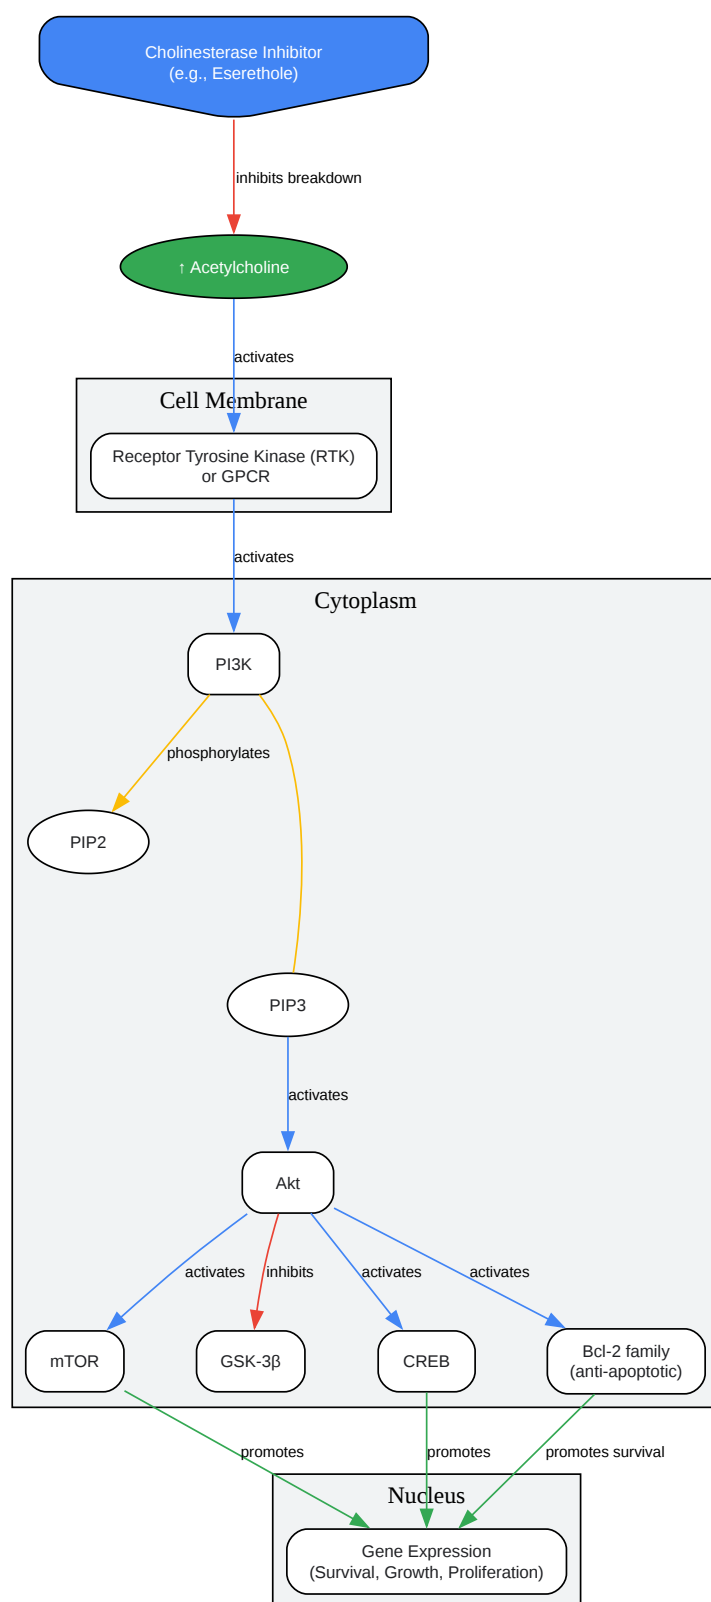 Cholinesterase Inhibitor
(e.g., Eserethole)
inhibits breakdown
↑ Acetylcholine
activates
Cell Membrane
Receptor Tyrosine Kinase (RTK)
or GPCR
activates
Cytoplasm
PI3K
phosphorylates
PIP2
PIP3
activates
Akt
activates
inhibits
activates
activates
mTOR
GSK-3β
CREB
Bcl-2 family
(anti-apoptotic)
promotes
promotes
promotes survival
Nucleus
Gene Expression
(Survival, Growth, Proliferation)